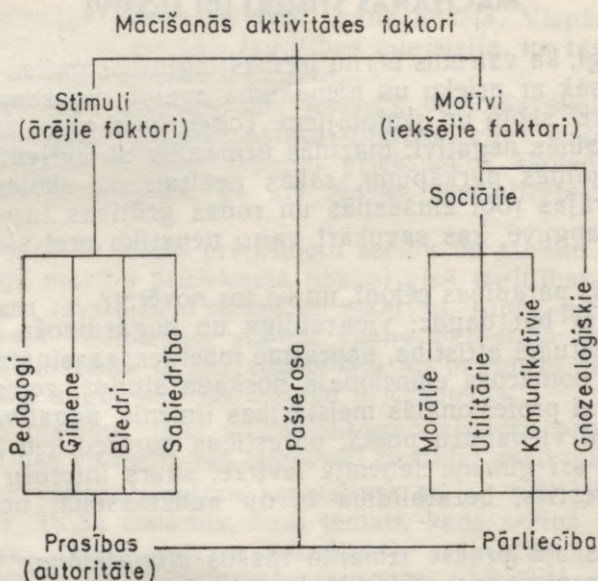 Mācīšanās aktivitātes faktori
Stimuli
(ārējie faktori)
Motīvi
(iekšējie faktori)
Sociālie
Pedagogi
Ģimene
Biedri
Sabiedrība
Pašierosa
Morālie
Utilitārie
Komunikatīvie
Gnozeoloģiskie
Prasības
(autoritāte)
Pārliecība